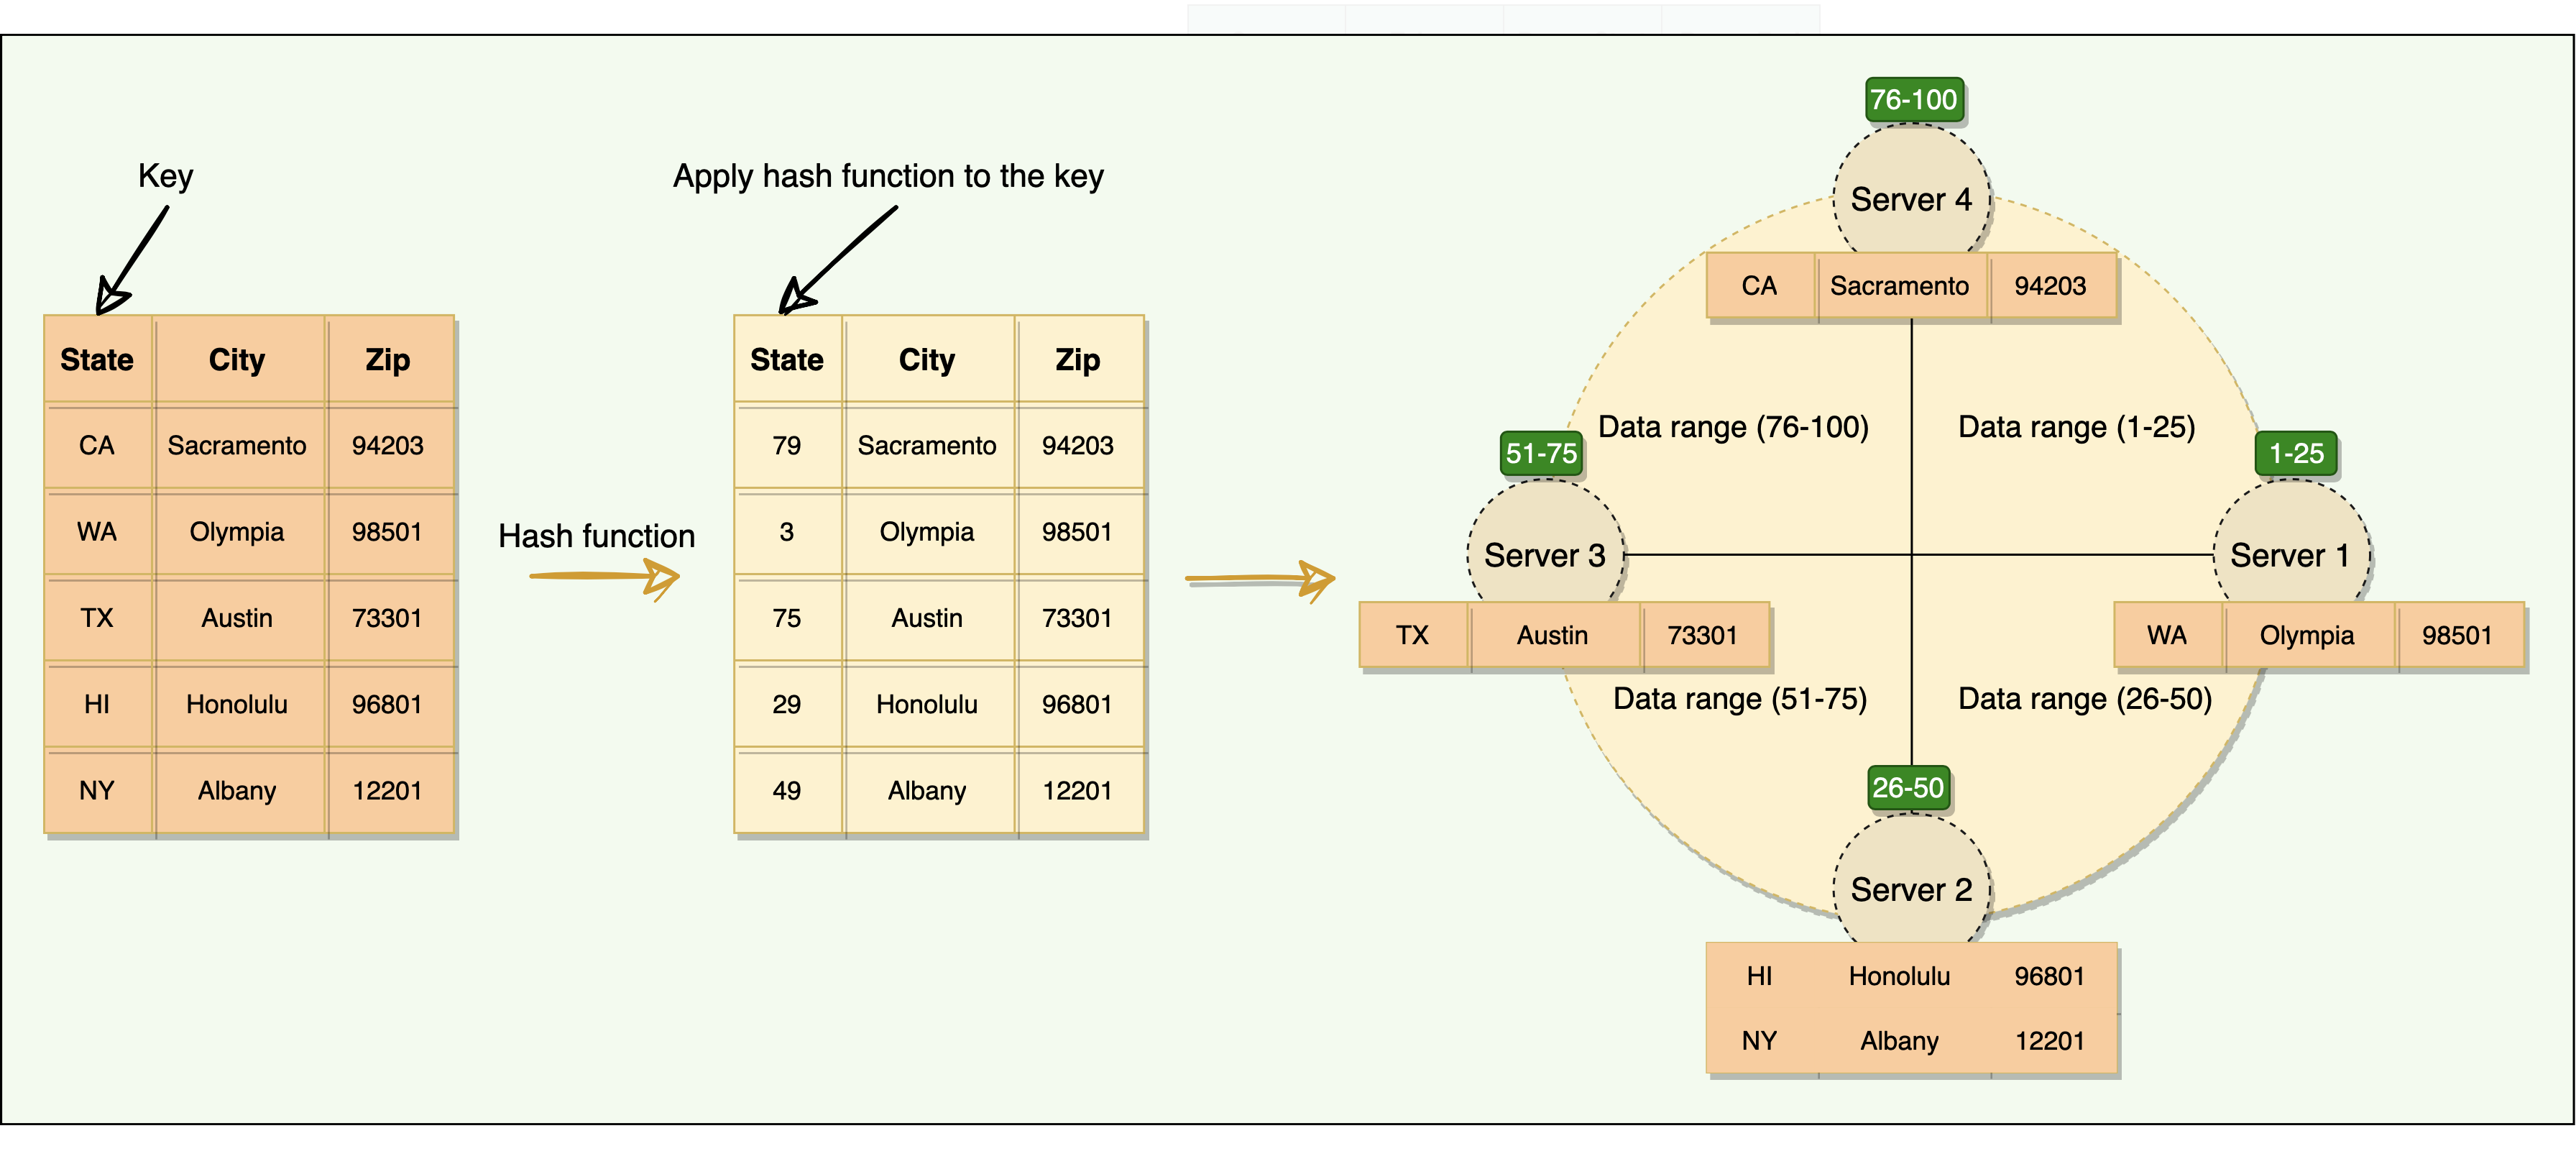 Key
State City Zip
CA Sacramento 94203
WA Olympia 98501
TX Austin 73301
HI Honolulu 96801
NY Albany 12201
Hash function
Apply hash function to the key
State City Zip
79 Sacramento 94203
3 Olympia 98501
75 Austin 73301
29 Honolulu 96801
49 Albany 12201
76-100
Server 4
CA Sacramento 94203
Data range (76-100)
Data range (1-25)
51-75
Server 3
TX Austin 73301
1-25
Server 1
WA Olympia 98501
Data range (51-75)
Data range (26-50)
26-50
Server 2
HI Honolulu 96801
NY Albany 12201